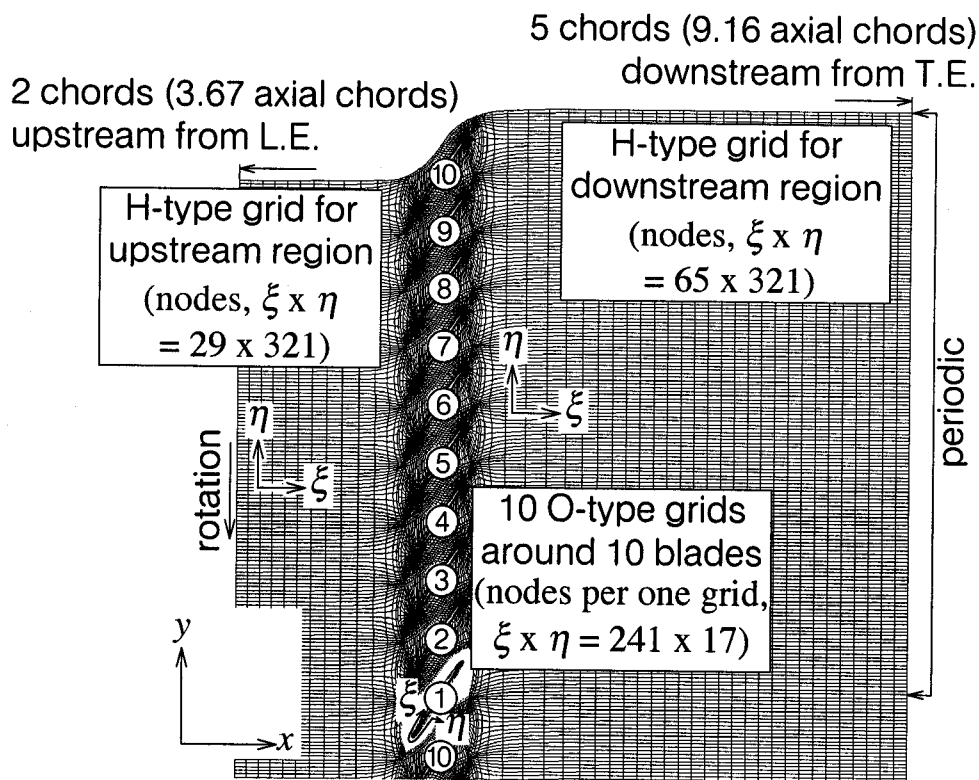 5 chords (9.16 axial chords)
downstream from T.E.
2 chords (3.67 axial chords)
upstream from L.E.
H-type grid for
upstream region
(nodes, ξ x η
= 29 x 321)
H-type grid for
downstream region
(nodes, ξ x η
= 65 x 321)
10
9
8
7
6
5
4
3
2
1
10
η
ξ
η
ξ
rotation
periodic
10 O-type grids
around 10 blades
(nodes per one grid,
ξ x η = 241 x 17)
ξ
η
y
x